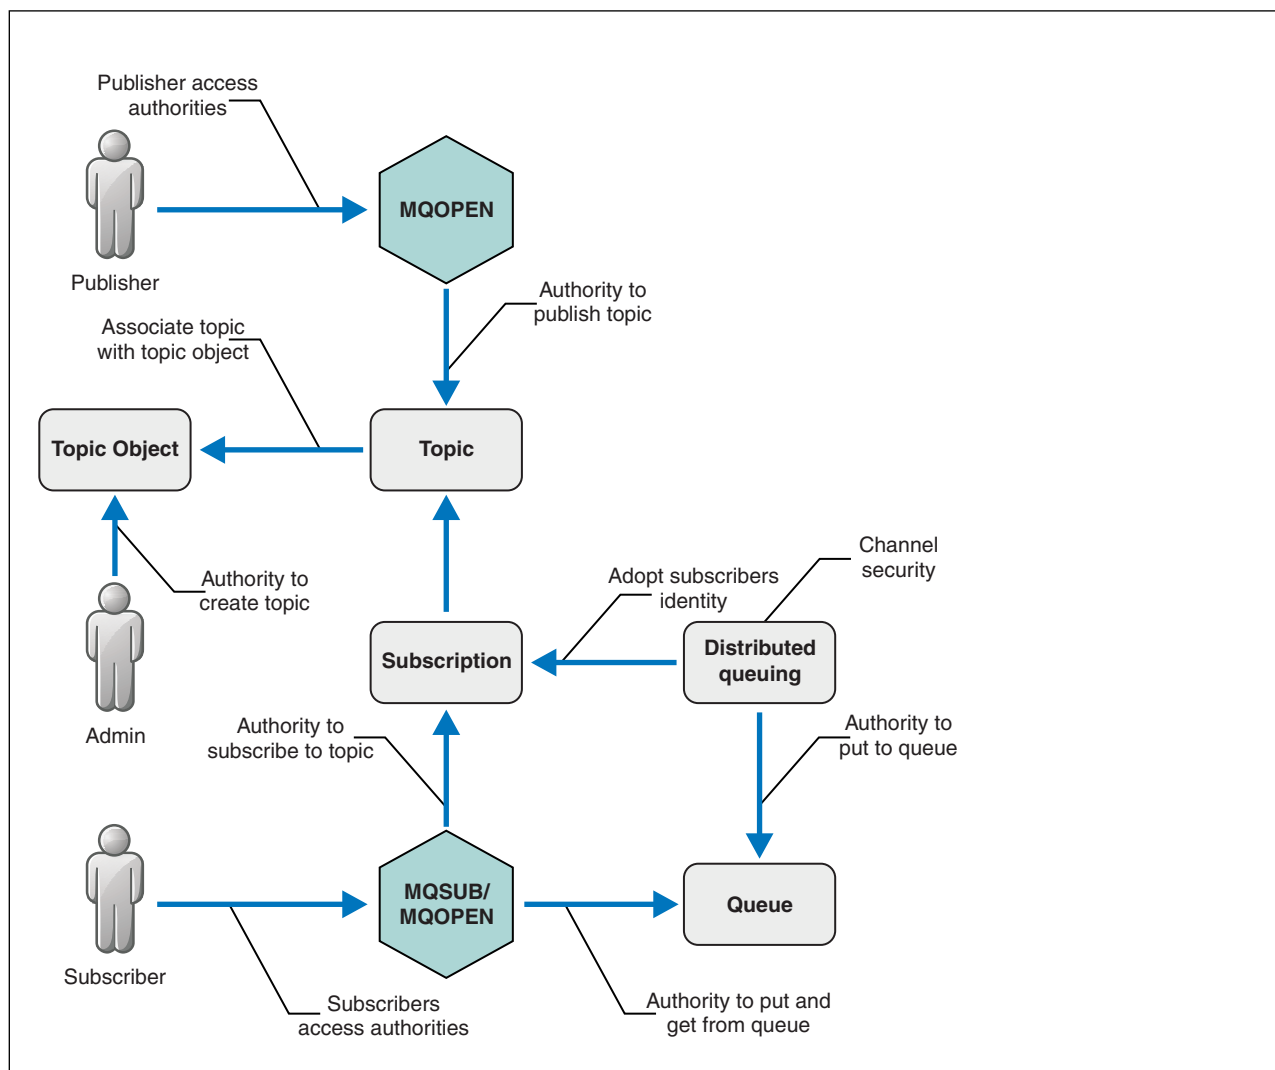 Publisher access
authorities
MQOPEN
Publisher
Authority to
publish topic
Associate topic
with topic object
Topic Object
Topic
Channel
security
Adopt subscribers
identity
Authority to
create topic
Subscription
Distributed
queuing
Admin
Authority to
subscribe to topic
Authority to
put to queue
MQSUB/
MQOPEN
Queue
Subscriber
Subscribers
access authorities
Authority to put and
get from queue